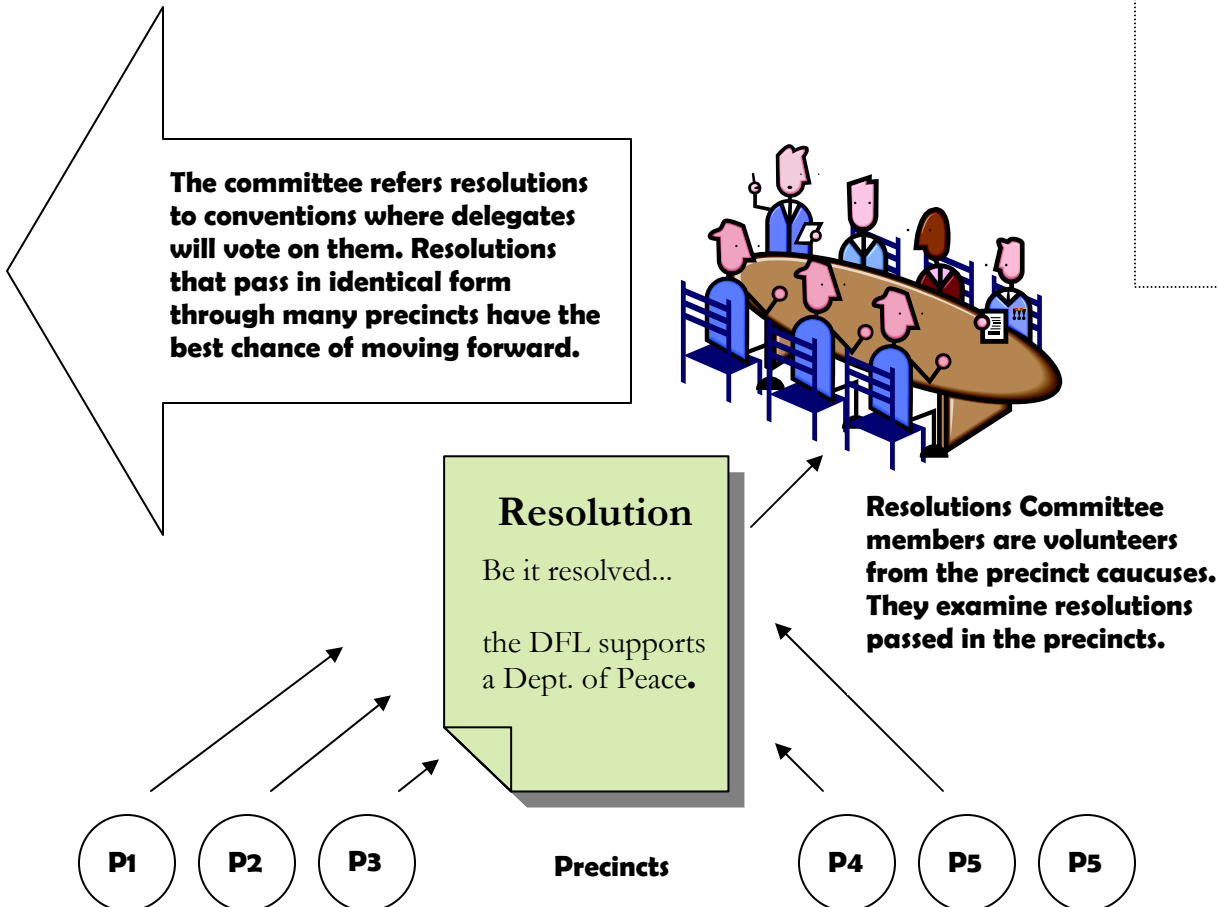 The committee refers resolutions
to conventions where delegates
will vote on them. Resolutions
that pass in identical form
through many precincts have the
best chance of moving forward.
Resolution
Be it resolved...
the DFL supports
a Dept. of Peace.
Resolutions Committee
members are volunteers
from the precinct caucuses.
They examine resolutions
passed in the precincts.
P1
P2
P3
Precincts
P4
P5
P5